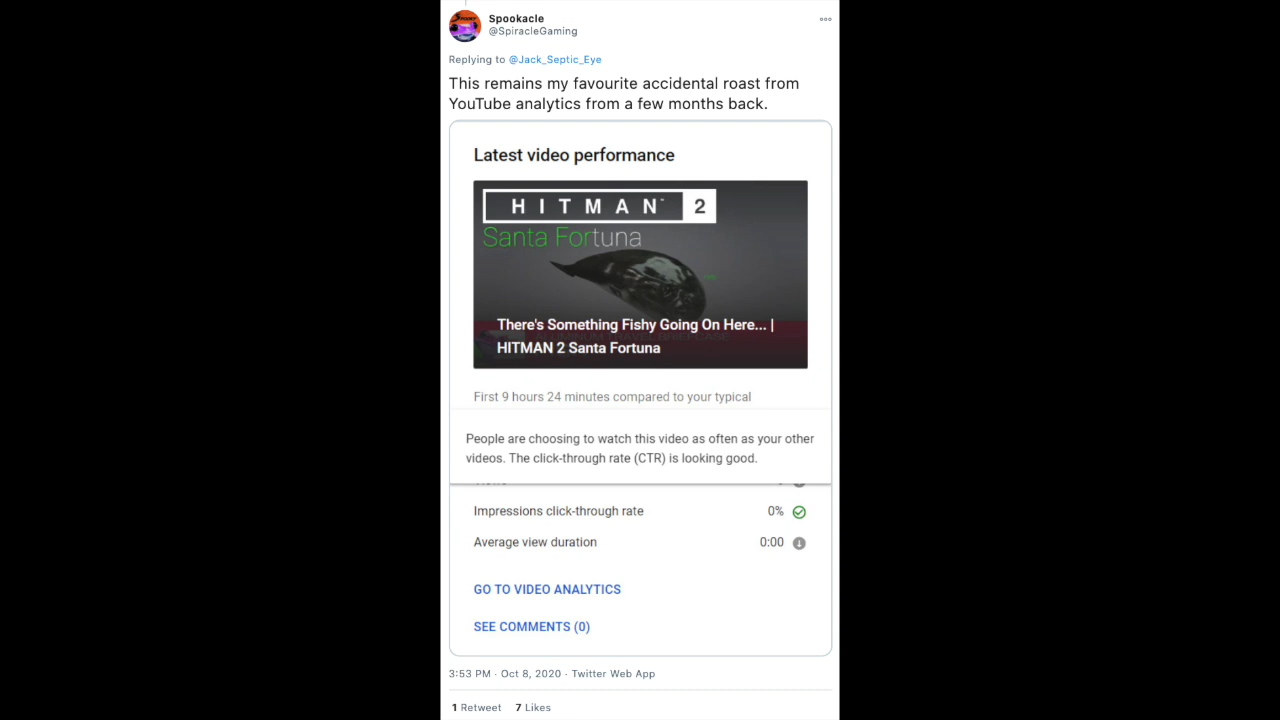 Spookacle
@SpiracleGaming
Replying to @Jack_Septic_Eye
This remains my favourite accidental roast from
YouTube analytics from a few months back.
Latest video performance
HITMAN™ 2
Santa Fortuna
There's Something Fishy Going On Here... |
HITMAN 2 Santa Fortuna
First 9 hours 24 minutes compared to your typical
People are choosing to watch this video as often as your other
videos. The click-through rate (CTR) is looking good.
Impressions click-through rate 0%
Average view duration 0:00
GO TO VIDEO ANALYTICS
SEE COMMENTS (0)
3:53 PM · Oct 8, 2020 · Twitter Web App
1 Retweet 7 Likes